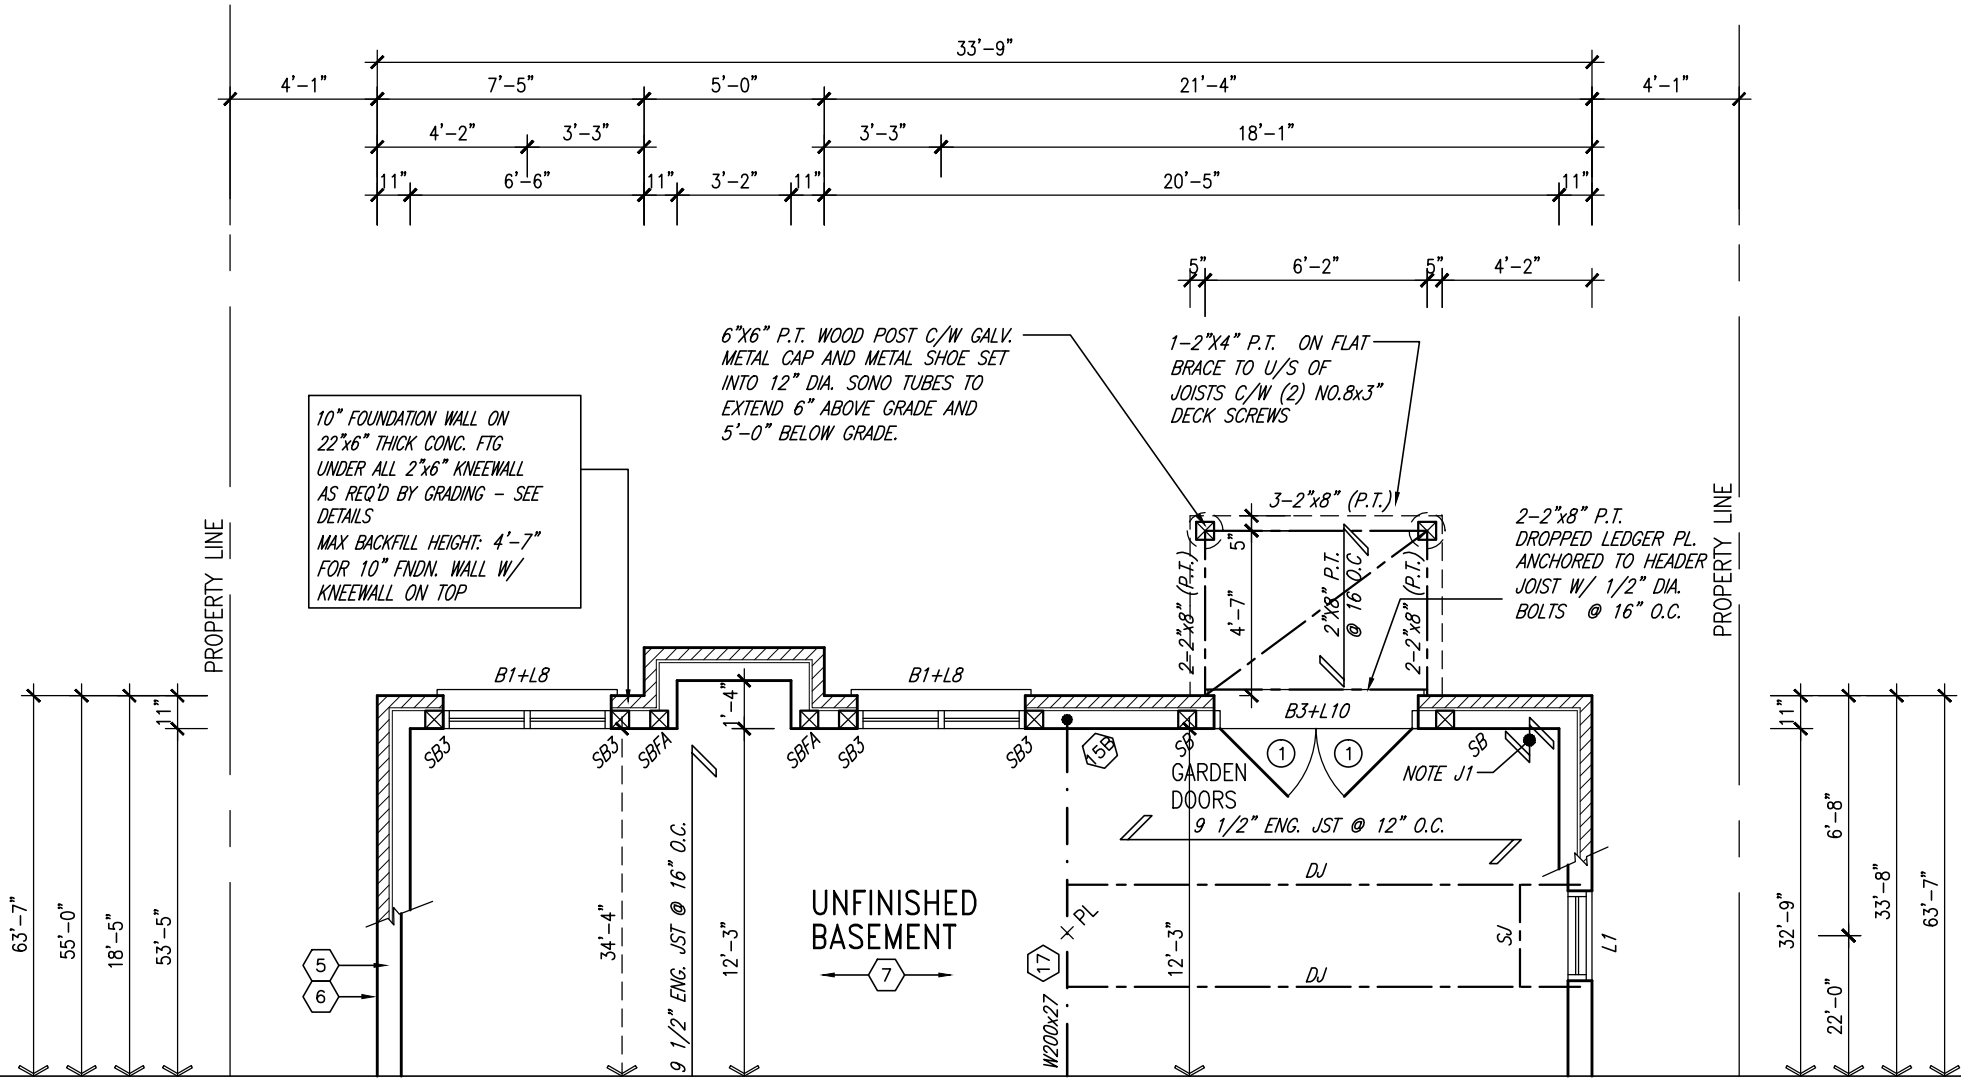 33'-9"
4'-1" 7'-5" 5'-0" 21'-4" 4'-1"
4'-2" 3'-3" 3'-3" 18'-1"
11" 6'-6" 11" 3'-2" 11" 20'-5" 11"
5" 6'-2" 5" 4'-2"
6"X6" P.T. WOOD POST C/W GALV.
METAL CAP AND METAL SHOE SET
INTO 12" DIA. SONO TUBES TO
EXTEND 6" ABOVE GRADE AND
5'-0" BELOW GRADE.
1-2"X4" P.T. ON FLAT
BRACE TO U/S OF
JOISTS C/W (2) NO.8x3"
DECK SCREWS
10" FOUNDATION WALL ON
22"x6" THICK CONC. FTG
UNDER ALL 2"x6" KNEEWALL
AS REQ'D BY GRADING - SEE
DETAILS
MAX BACKFILL HEIGHT: 4'-7"
FOR 10" FNDN. WALL W/
KNEEWALL ON TOP
2-2"x8" P.T.
DROPPED LEDGER PL.
ANCHORED TO HEADER
JOIST W/ 1/2" DIA.
BOLTS @ 16" O.C.
PROPERTY LINE
PROPERTY LINE
3-2"x8" (P.T.)
2-2"x8" (P.T.)
5"
4'-7"
2"X8" P.T.
@ 16" O.C
2-2"x8" (P.T.)
B1+L8
B1+L8
B3+L10
1'-4"
SB3
SB3
SBFA
SBFA
SB3
SB3
15B
SB
SB
GARDEN
DOORS
1
1
NOTE J1
9 1/2" ENG. JST @ 12" O.C.
9 1/2" ENG. JST @ 16" O.C.
DJ
DJ
SJ
L1
UNFINISHED
BASEMENT
7
5
6
17
PL
W200x27
34'-4"
12'-3"
12'-3"
63'-7"
55'-0"
18'-5"
11"
53'-5"
11"
32'-9"
6'-8"
22'-0"
33'-8"
63'-7"